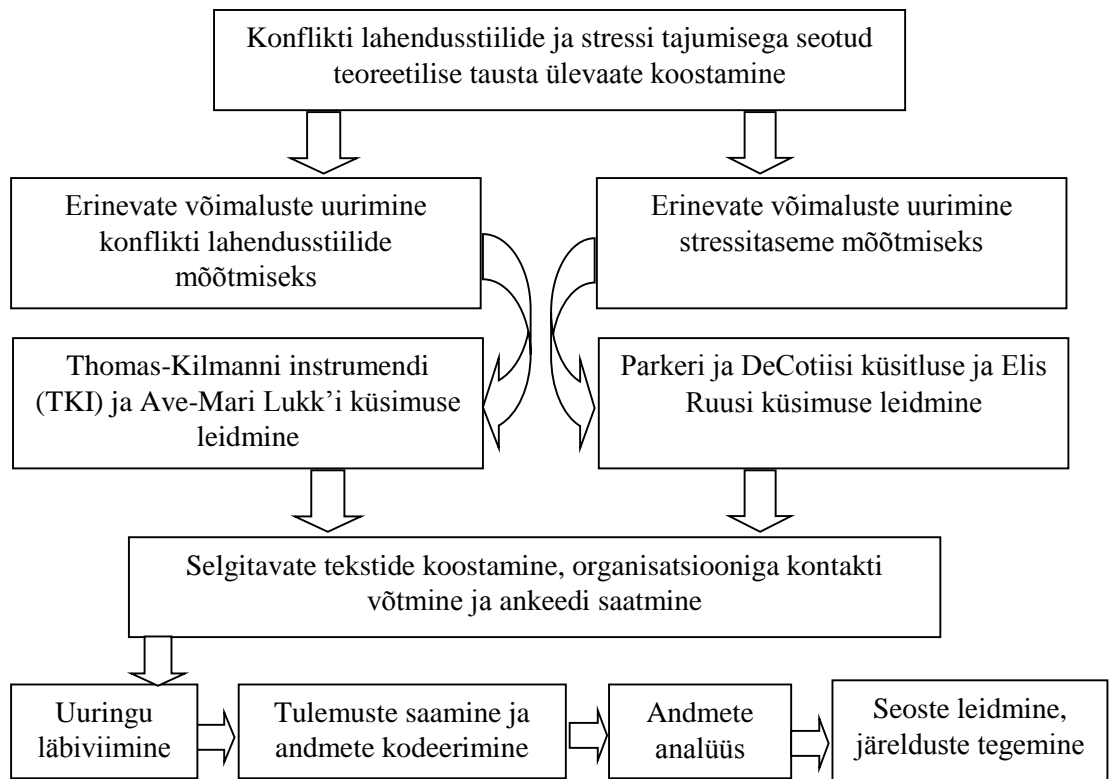 Konflikti lahendusstiilide ja stressi tajumisega seotud
teoreetilise tausta ülevaate koostamine
Erinevate võimaluste uurimine
konflikti lahendusstiilide
mõõtmiseks
Erinevate võimaluste uurimine
stressitaseme mõõtmiseks
Thomas-Kilmanni instrumendi
(TKI) ja Ave-Mari Lukk’i küsimuse
leidmine
Parkeri ja DeCotiisi küsitluse ja Elis
Ruusi küsimuse leidmine
Selgitavate tekstide koostamine, organisatsiooniga kontakti
võtmine ja ankeedi saatmine
Uuringu
läbiviimine
Tulemuste saamine ja
andmete kodeerimine
Andmete
analüüs
Seoste leidmine,
järelduste tegemine